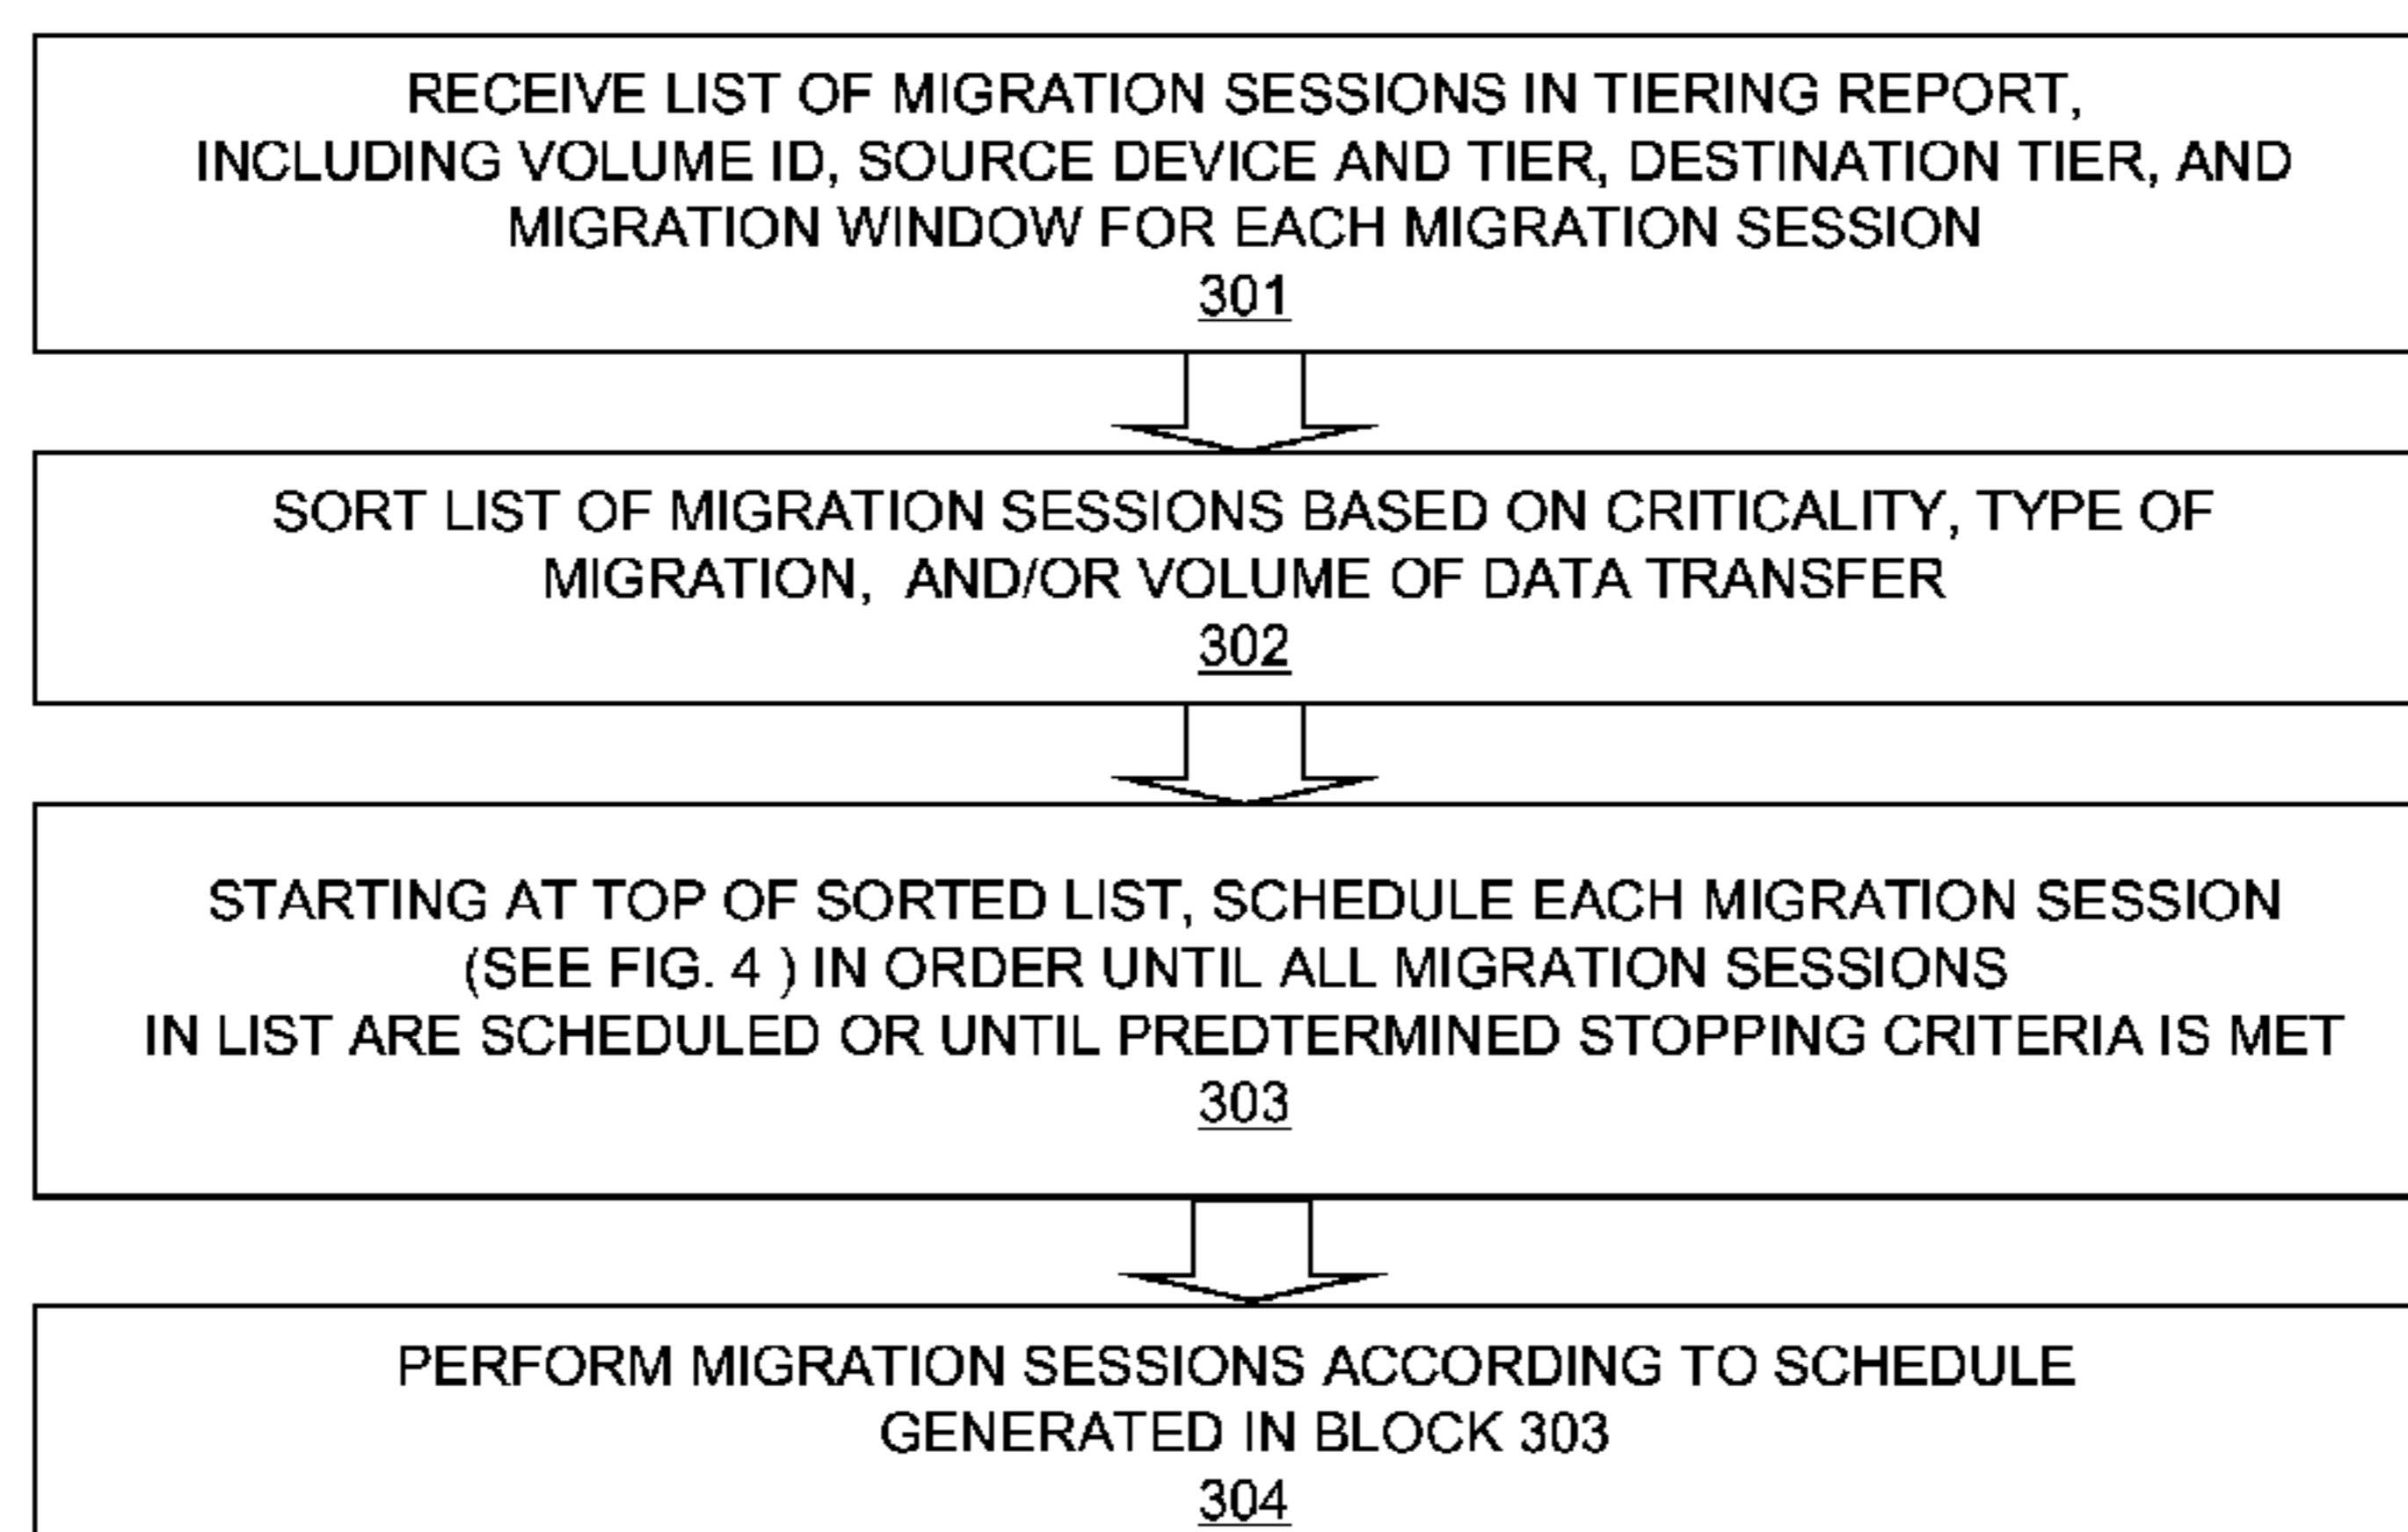 RECEIVE LIST OF MIGRATION SESSIONS IN TIERING REPORT,
INCLUDING VOLUME ID, SOURCE DEVICE AND TIER, DESTINATION TIER, AND
MIGRATION WINDOW FOR EACH MIGRATION SESSION
301
SORT LIST OF MIGRATION SESSIONS BASED ON CRITICALITY, TYPE OF
MIGRATION, AND/OR VOLUME OF DATA TRANSFER
302
STARTING AT TOP OF SORTED LIST, SCHEDULE EACH MIGRATION SESSION
(SEE FIG. 4 ) IN ORDER UNTIL ALL MIGRATION SESSIONS
IN LIST ARE SCHEDULED OR UNTIL PREDTERMINED STOPPING CRITERIA IS MET
303
PERFORM MIGRATION SESSIONS ACCORDING TO SCHEDULE
GENERATED IN BLOCK 303
304